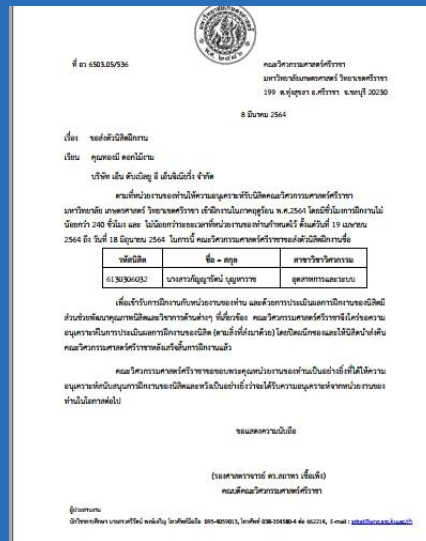 ที่ อว 6503.05/536
คณะวิศวกรรมศาสตร์ศรีราชา
มหาวิทยาลัยเกษตรศาสตร์ วิทยาเขตศรีราชา
199 ต.ทุ่งสุขลา อ.ศรีราชา จ.ชลบุรี 20230
8 มีนาคม 2564
เรื่อง ขอส่งตัวนิสิตฝึกงาน
เรียน คุณทองมี ดอกไม้งาม
บริษัท เอ็น ดับเบิลยู อี เอ็นจิเนียริ่ง จำกัด
ตามที่หน่วยงานของท่านให้ความอนุเคราะห์รับนิสิตคณะวิศวกรรมศาสตร์ศรีราชา
มหาวิทยาลัย เกษตรศาสตร์ วิทยาเขตศรีราชา เข้าฝึกงานในภาคฤดูร้อน พ.ศ.2564 โดยมีชั่วโมงการฝึกงานไม่
น้อยกว่า 240 ชั่วโมง และ ไม่น้อยกว่าระยะเวลาที่หน่วยงานของท่านกำหนดไว้ ตั้งแต่วันที่ 19 เมษายน
2564 ถึง วันที่ 18 มิถุนายน 2564 ในการนี้ คณะวิศวกรรมศาสตร์ศรีราชาขอส่งตัวนิสิตฝึกงานชื่อ
รหัสนิสิต ชื่อ – สกุล สาขาวิชาวิศวกรรม
6130306032 นางสาวกัญญารัตน์ บุญหาราช อุตสาหการและระบบ
เพื่อเข้ารับการฝึกงานกับหน่วยงานของท่าน และด้วยการประเมินผลการฝึกงานของนิสิตมี
ส่วนช่วยพัฒนาคุณภาพนิสิตและวิชาการด้านต่างๆ ที่เกี่ยวข้อง คณะวิศวกรรมศาสตร์ศรีราชาจึงใคร่ขอความ
อนุเคราะห์ในการประเมินผลการฝึกงานของนิสิต (ตามสิ่งที่ส่งมาด้วย) โดยปิดผนึกซองและให้นิสิตนำส่งคืน
คณะวิศวกรรมศาสตร์ศรีราชาหลังเสร็จสิ้นการฝึกงานแล้ว
คณะวิศวกรรมศาสตร์ศรีราชาขอขอบพระคุณหน่วยงานของท่านเป็นอย่างยิ่งที่ได้ให้ความ
อนุเคราะห์สนับสนุนการฝึกงานของนิสิตและหวังเป็นอย่างยิ่งว่าจะได้รับความอนุเคราะห์จากหน่วยงานของ
ท่านในโอกาสต่อไป
ขอแสดงความนับถือ
(รองศาสตราจารย์ ดร.สถาพร เชื้อเพ็ง)
คณบดีคณะวิศวกรรมศาสตร์ศรีราชา
ผู้ประสานงาน